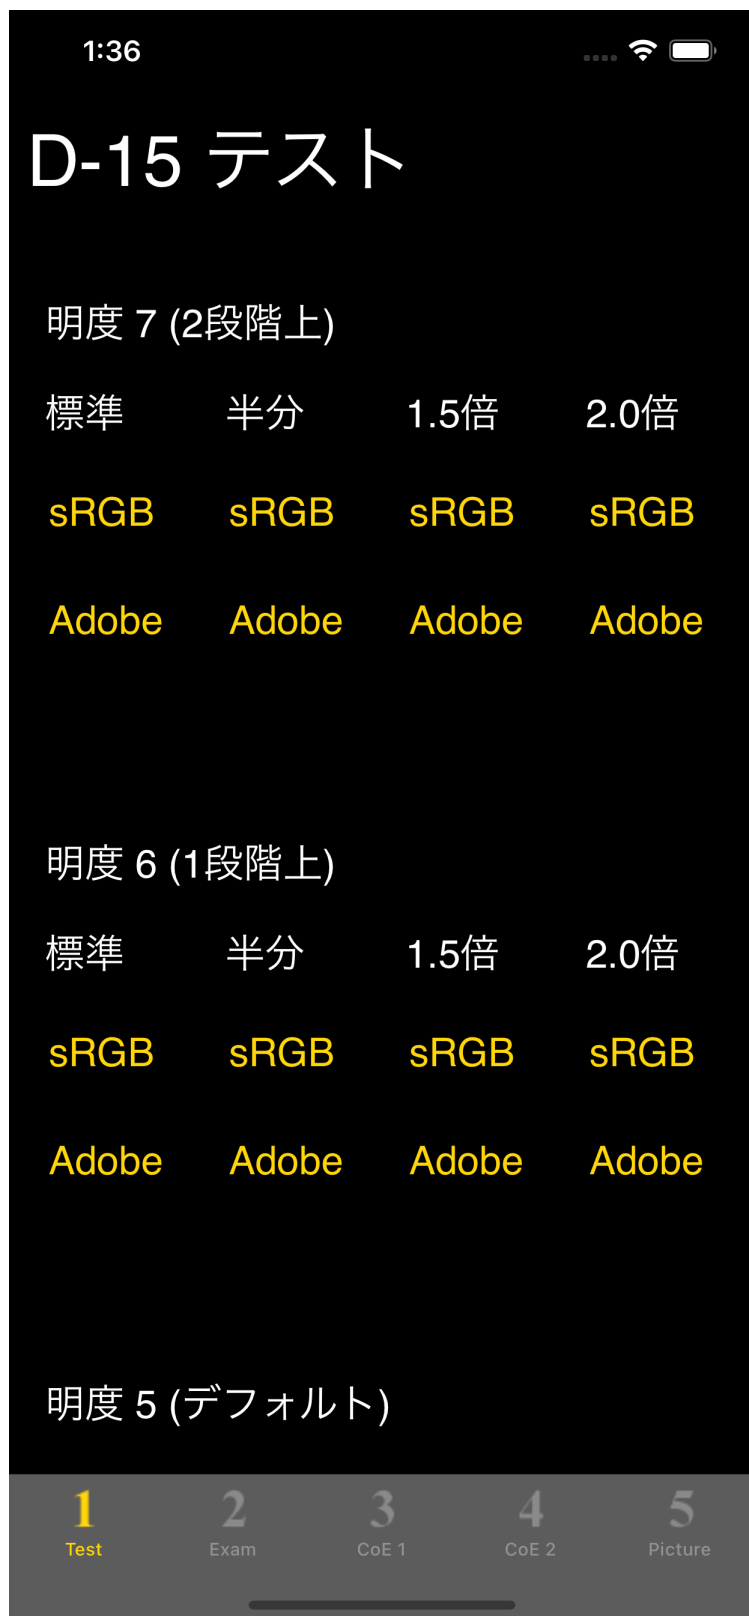 1:36
D-15 テスト
明度 7 (2段階上)
標準 半分 1.5倍 2.0倍
sRGB sRGB sRGB sRGB
Adobe Adobe Adobe Adobe
明度 6 (1段階上)
標準 半分 1.5倍 2.0倍
sRGB sRGB sRGB sRGB
Adobe Adobe Adobe Adobe
明度 5 (デフォルト)
1 2 3 4 5
Test Exam CoE 1 CoE 2 Picture